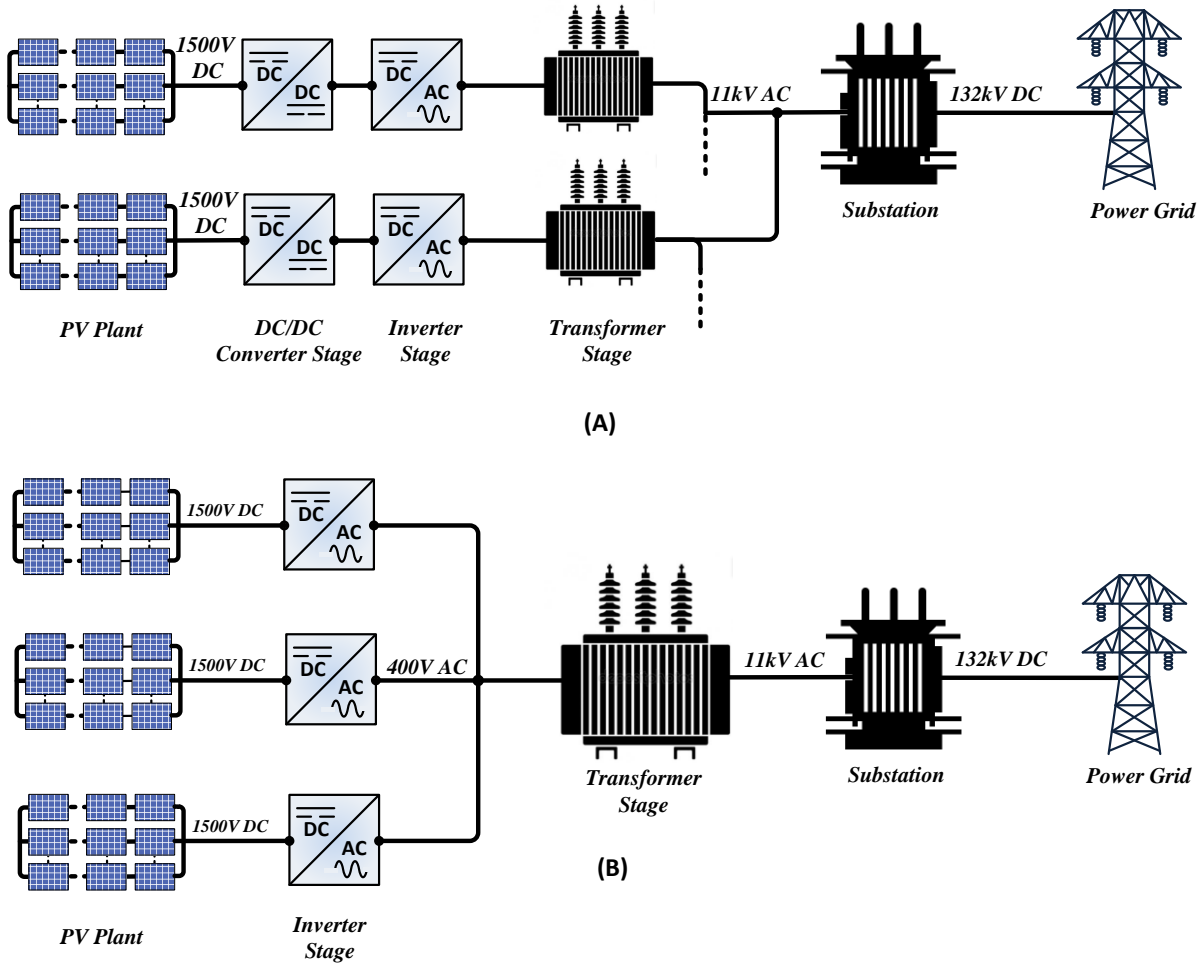 1500V
DC
DC
DC
DC
AC
11kV AC
132kV DC
Substation
Power Grid
1500V
DC
DC
DC
DC
AC
PV Plant
DC/DC
Converter Stage
Inverter
Stage
Transformer
Stage
(A)
1500V DC
DC
AC
1500V DC
DC
AC
400V AC
11kV AC
132kV DC
Transformer
Stage
Substation
Power Grid
1500V DC
DC
AC
(B)
PV Plant
Inverter
Stage